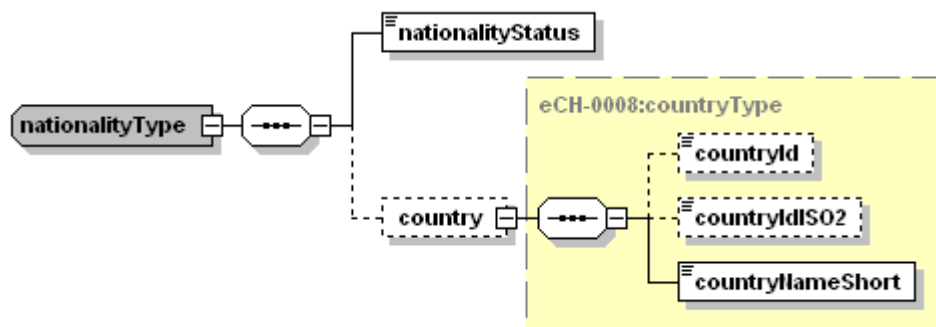 nationalityStatus
eCH-0008:countryType
nationalityType
countryId
country
countryIdISO2
countryNameShort